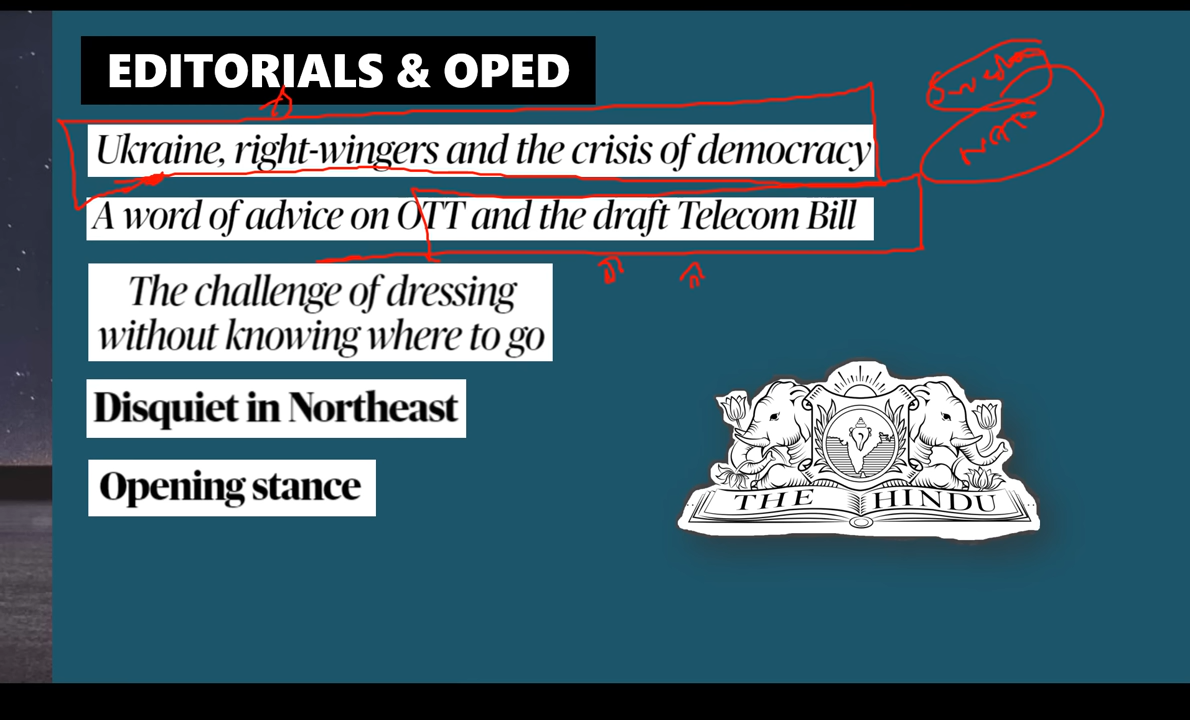 EDITORIALS & OPED
Sweden
NATO
Ukraine, right-wingers and the crisis of democracy
A word of advice on OTT and the draft Telecom Bill
The challenge of dressing
without knowing where to go
Disquiet in Northeast
Opening stance
THE HINDU